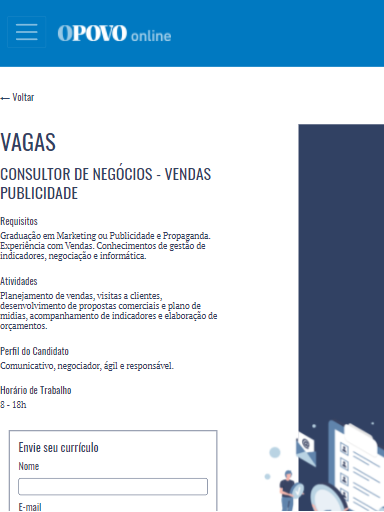 OPOVO online
← Voltar
VAGAS
CONSULTOR DE NEGÓCIOS - VENDAS
PUBLICIDADE
Requisitos
Graduação em Marketing ou Publicidade e Propaganda.
Experiência com Vendas. Conhecimentos de gestão de
indicadores, negociação e informática.
Atividades
Planejamento de vendas, visitas a clientes,
desenvolvimento de propostas comerciais e plano de
mídias, acompanhamento de indicadores e elaboração de
orçamentos.
Perfil do Candidato
Comunicativo, negociador, ágil e responsável.
Horário de Trabalho
8 - 18h
Envie seu currículo
Nome
E-mail